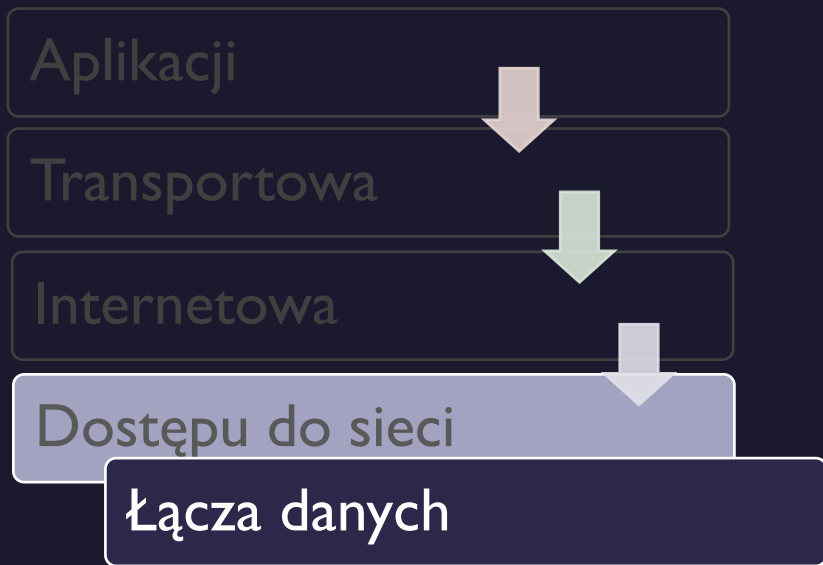 Aplikacji
Transportowa
Internetowa
Dostępu do sieci
Łącza danych